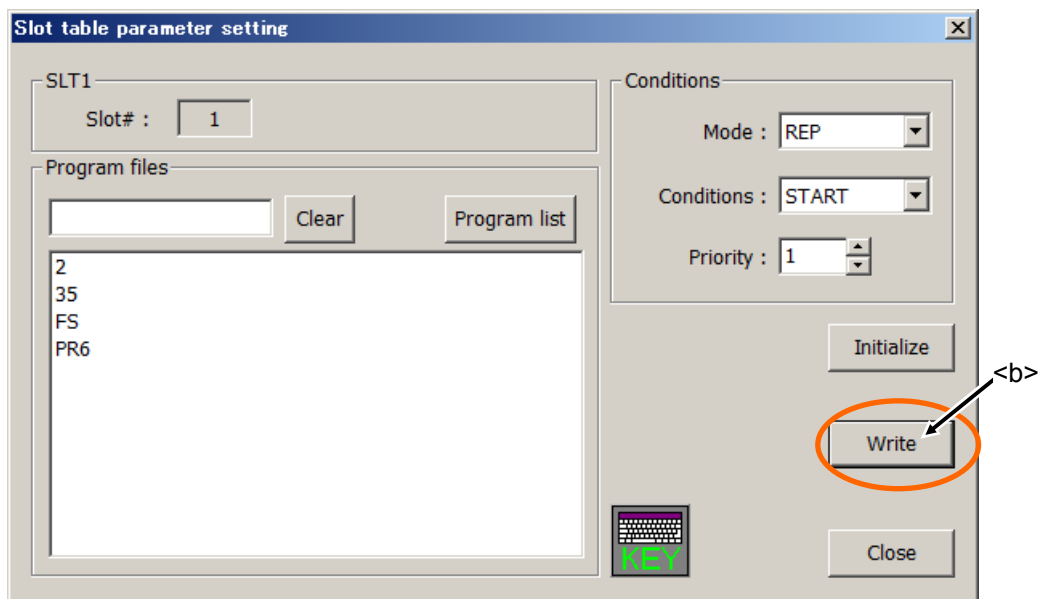 Slot table parameter setting
SLT1
Slot# : 1
Program files
Clear
Program list
2
35
FS
PR6
Conditions
Mode : REP
Conditions : START
Priority : 1
Initialize
<b>
Write
KEY
Close